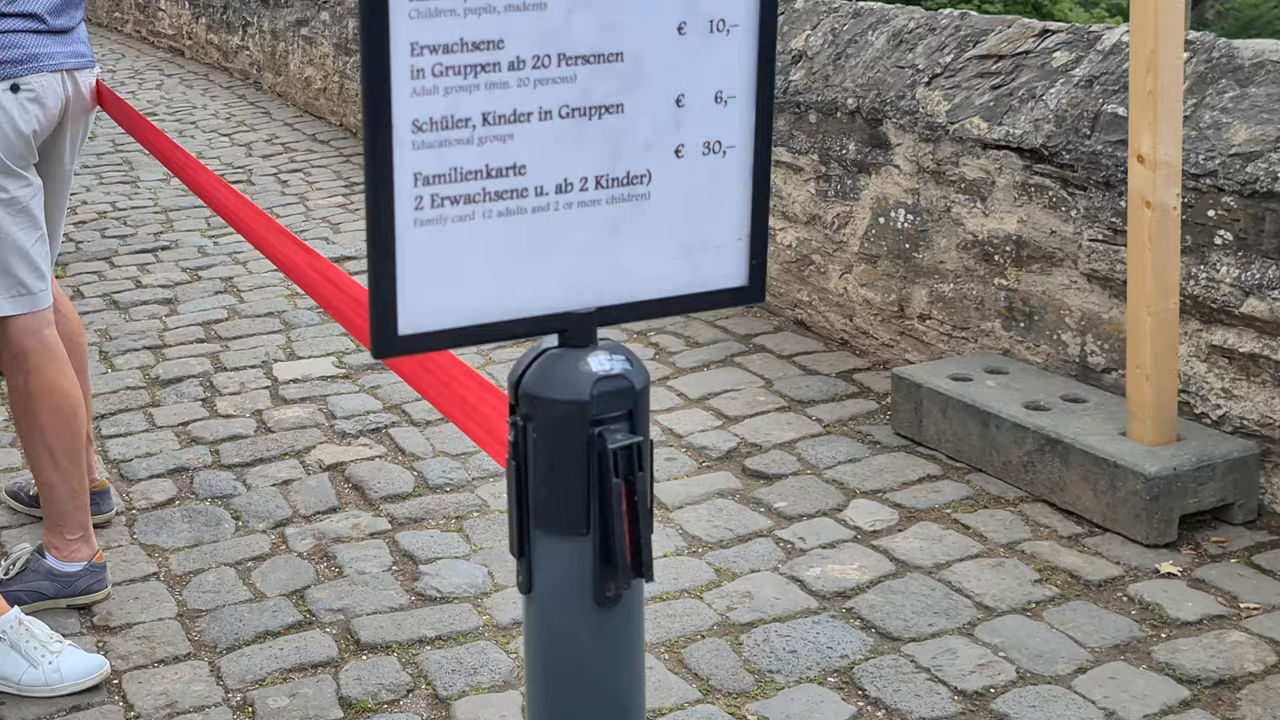 Children, pupils, students
Erwachsene
in Gruppen ab 20 Personen
€ 10,–
Adult groups (min. 20 persons)
Schüler, Kinder in Gruppen
€ 6,–
Educational groups
Familienkarte
€ 30,–
2 Erwachsene u. ab 2 Kinder)
Family card (2 adults and 2 or more children)